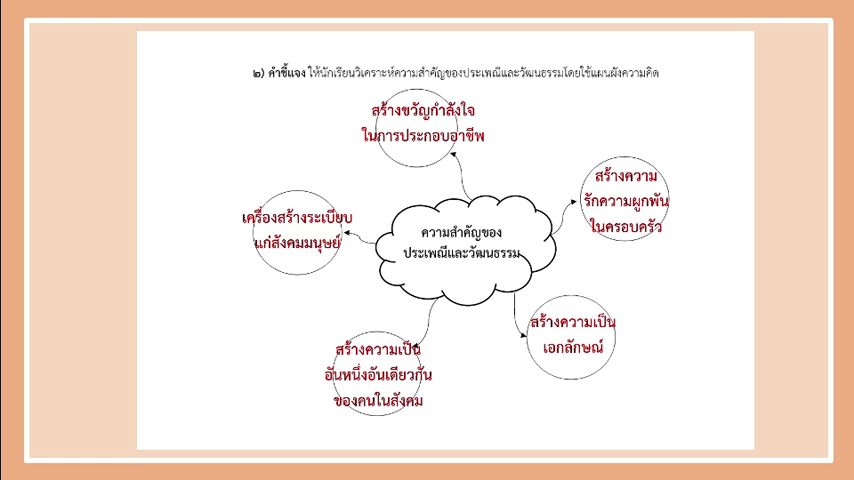 ๒) คำชี้แจง ให้นักเรียนวิเคราะห์ความสำคัญของประเพณีและวัฒนธรรมโดยใช้แผนผังความคิด
สร้างขวัญกำลังใจ
ในการประกอบอาชีพ
สร้างความ
รักความผูกพัน
ในครอบครัว
เครื่องสร้างระเบียบ
แก่สังคมมนุษย์
ความสำคัญของ
ประเพณีและวัฒนธรรม
สร้างความเป็น
เอกลักษณ์
สร้างความเป็น
อันหนึ่งอันเดียวกัน
ของคนในสังคม